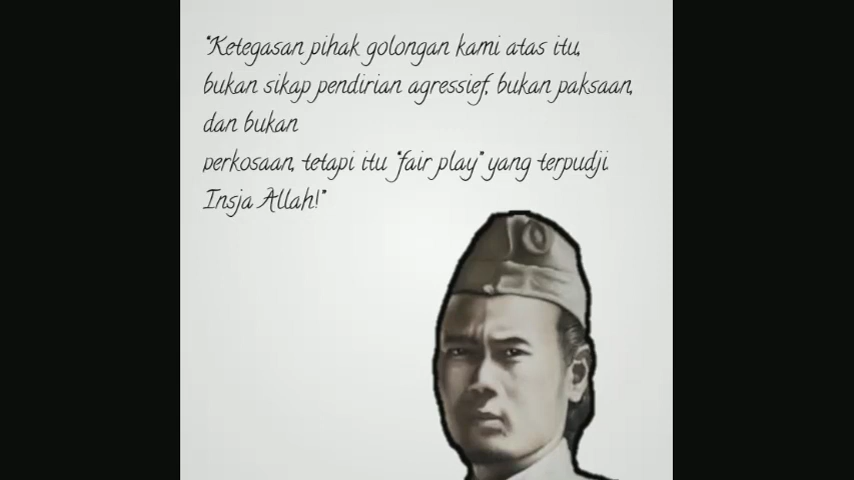 "Ketegasan pihak golongan kami atas itu,
bukan sikap pendirian agressief, bukan paksaan,
dan bukan
perkosaan, tetapi itu "fair play" yang terpudji.
Insja Allah!"